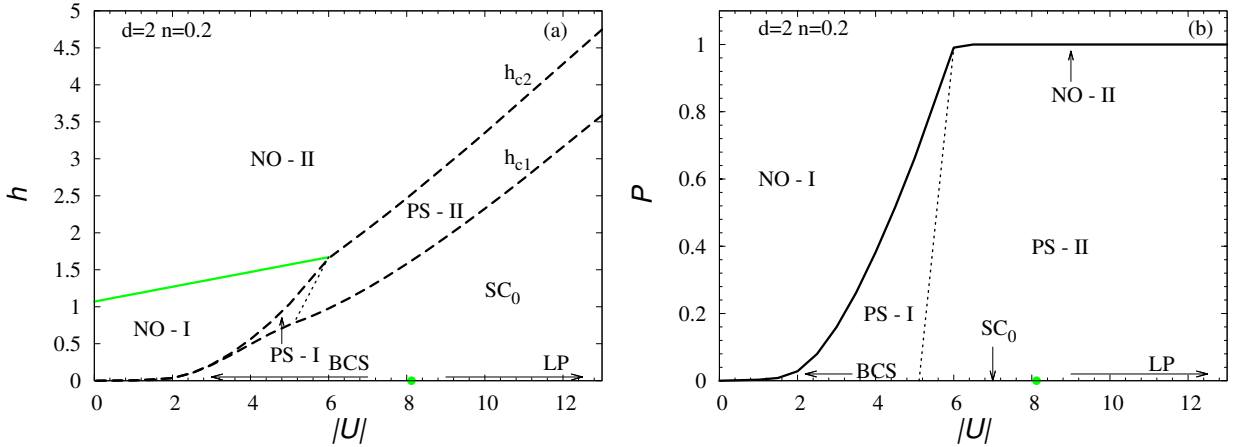 d=2 n=0.2
(a)
5
4.5
4
3.5
3
2.5
2
1.5
1
0.5
0
h
h_c2
NO - II
h_c1
PS - II
SC_0
NO - I
PS - I
BCS
LP
0 2 4 6 8 10 12
|U|
d=2 n=0.2
(b)
1
0.8
0.6
0.4
0.2
0
P
NO - II
NO - I
PS - II
PS - I
SC_0
BCS
LP
0 2 4 6 8 10 12
|U|